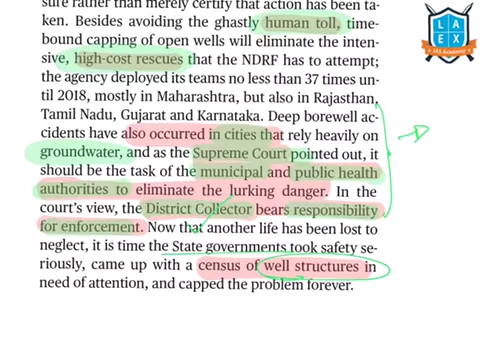 sure rather than merely certify that action has been ta-
ken. Besides avoiding the ghastly human toll, time-
bound capping of open wells will eliminate the inten-
sive, high-cost rescues that the NDRF has to attempt;
the agency deployed its teams no less than 37 times un-
til 2018, mostly in Maharashtra, but also in Rajasthan,
Tamil Nadu, Gujarat and Karnataka. Deep borewell ac-
cidents have also occurred in cities that rely heavily on
groundwater, and as the Supreme Court pointed out, it
should be the task of the municipal and public health
authorities to eliminate the lurking danger. In the
court's view, the District Collector bears responsibility
for enforcement. Now that another life has been lost to
neglect, it is time the State governments took safety se-
riously, came up with a census of well structures in
need of attention, and capped the problem forever.
L A
E X
IAS Academy